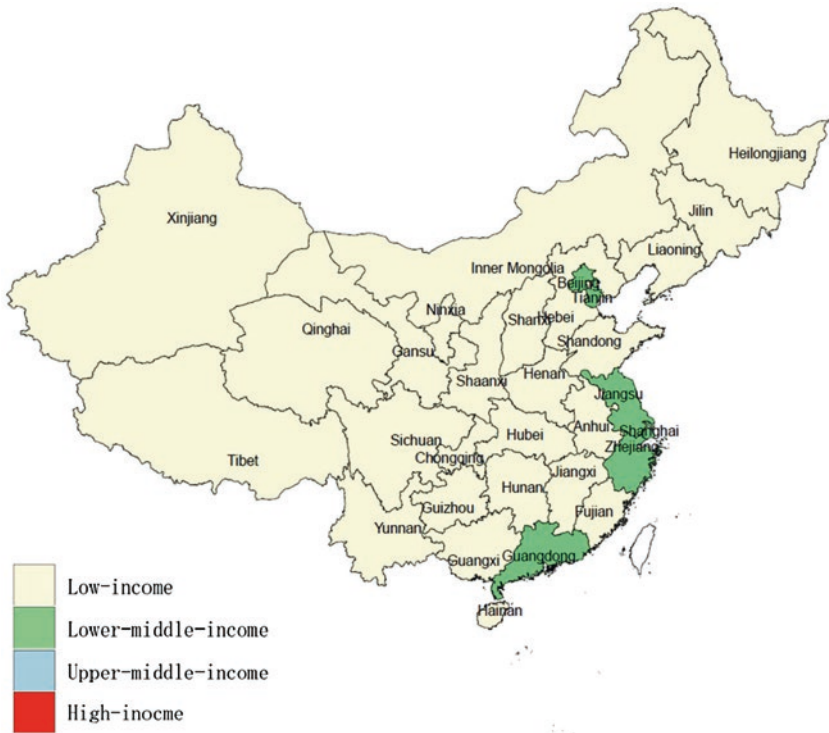 Heilongjiang
Jilin
Xinjiang
Liaoning
Inner Mongolia
Beijing
Tianjin
Ninxia
Hebei
Shanxi
Qinghai
Shandong
Gansu
Henan
Shaanxi
Jiangsu
Anhui
Shanghai
Hubei
Sichuan
Zhejiang
Chongqing
Tibet
Jiangxi
Hunan
Guizhou
Fujian
Yunnan
Guangdong
Guangxi
Hainan
Low-income
Lower-middle-income
Upper-middle-income
High-inocme